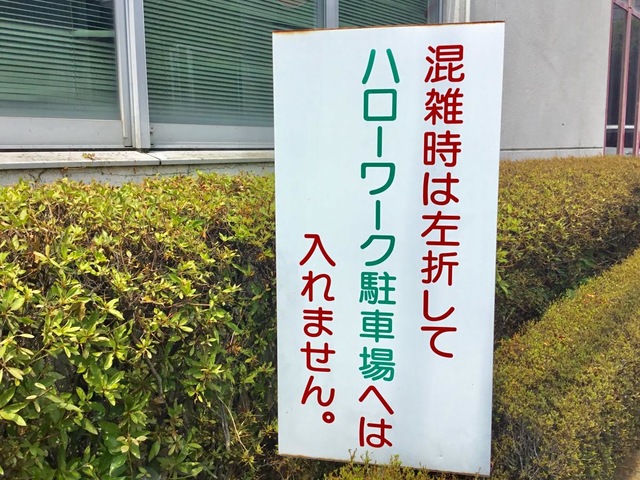 混雑時は左折して
ハローワーク駐車場へは
入れません。